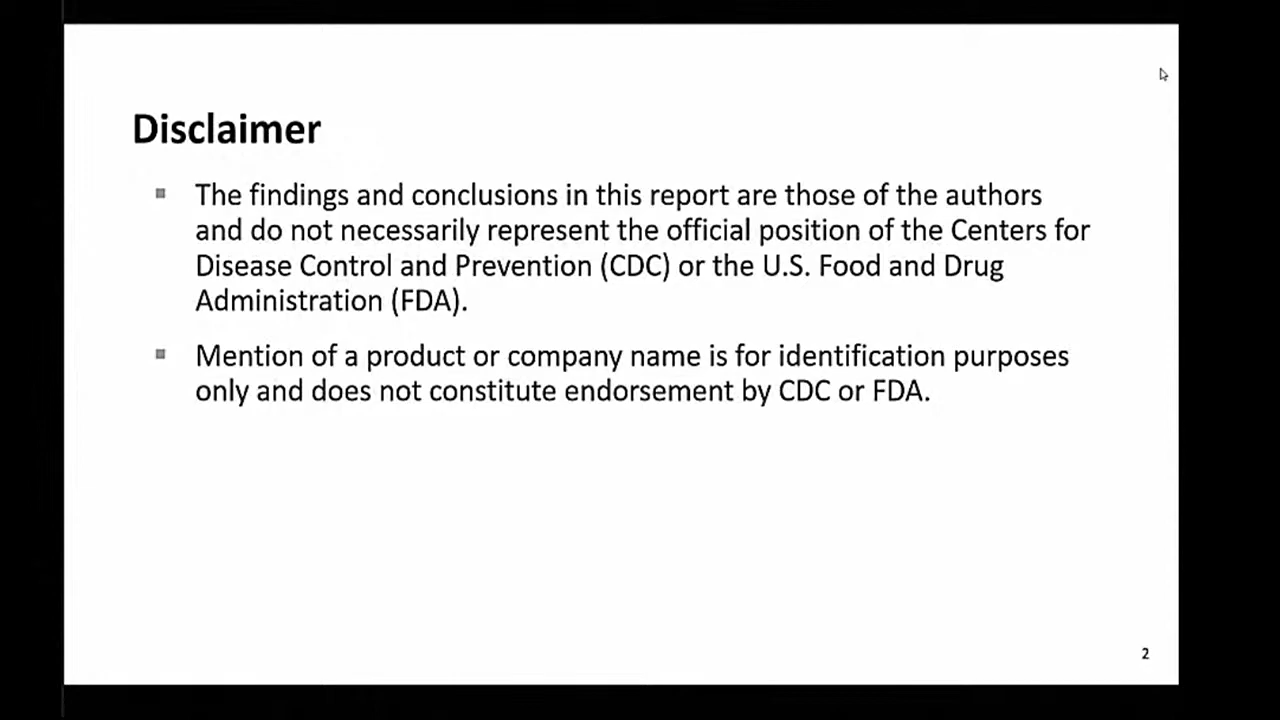 Disclaimer
The findings and conclusions in this report are those of the authors
and do not necessarily represent the official position of the Centers for
Disease Control and Prevention (CDC) or the U.S. Food and Drug
Administration (FDA).
Mention of a product or company name is for identification purposes
only and does not constitute endorsement by CDC or FDA.
2